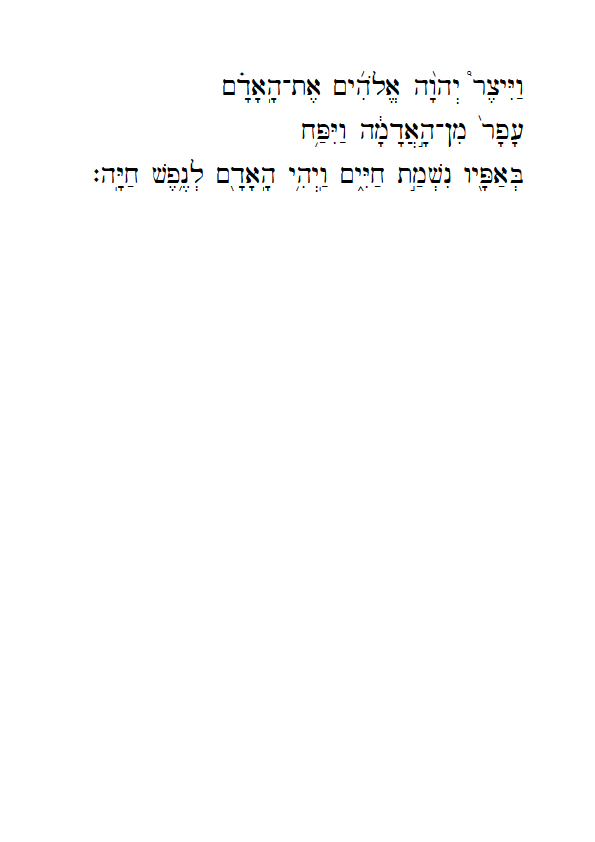 וַיִּיצֶר֩ יְהוָ֨ה אֱלֹהִ֜ים אֶת־הָֽאָדָ֗ם
עָפָר֙ מִן־הָ֣אֲדָמָ֔ה וַיִּפַּ֥ח
בְּאַפָּ֖יו נִשְׁמַ֣ת חַיִּ֑ים וַֽיְהִ֥י הָֽאָדָ֖ם לְנֶ֥פֶשׁ חַיָּֽה׃